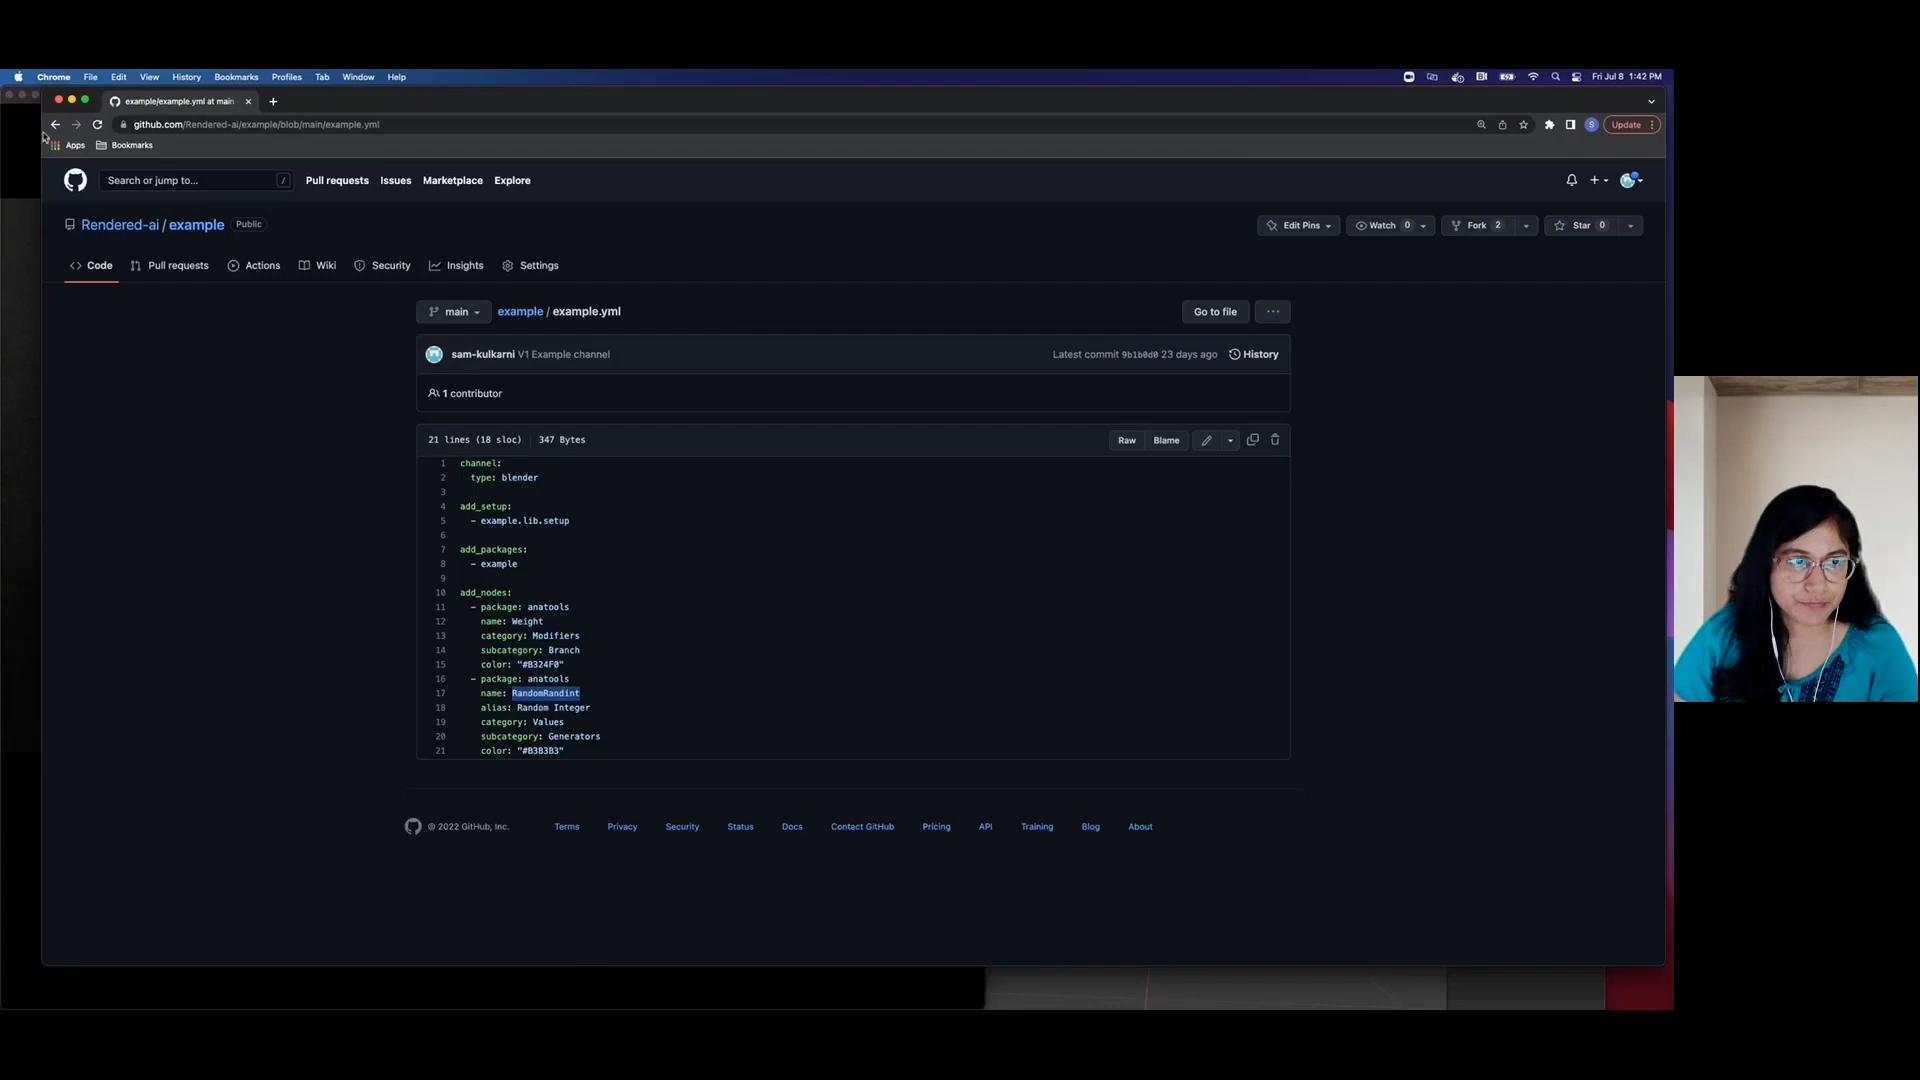 Chrome File Edit View History Bookmarks Profiles Tab Window Help Fri Jul 8 1:42 PM
example/example.yml at main
github.com/Rendered-ai/example/blob/main/example.yml S Update
Apps Bookmarks
Search or jump to... / Pull requests Issues Marketplace Explore
Rendered-ai / example Public Edit Pins Watch 0 Fork 2 Star 0
Code Pull requests Actions Wiki Security Insights Settings
main example / example.yml Go to file ...
sam-kulkarni V1 Example channel Latest commit 9b1b0d0 23 days ago History
1 contributor
21 lines (18 sloc) 347 Bytes Raw Blame
1 channel:
2 type: blender
3
4 add_setup:
5 - example.lib.setup
6
7 add_packages:
8 - example
9
10 add_nodes:
11 - package: anatools
12 name: Weight
13 category: Modifiers
14 subcategory: Branch
15 color: "#B324F0"
16 - package: anatools
17 name: RandomRandint
18 alias: Random Integer
19 category: Values
20 subcategory: Generators
21 color: "#B3B3B3"
© 2022 GitHub, Inc. Terms Privacy Security Status Docs Contact GitHub Pricing API Training Blog About